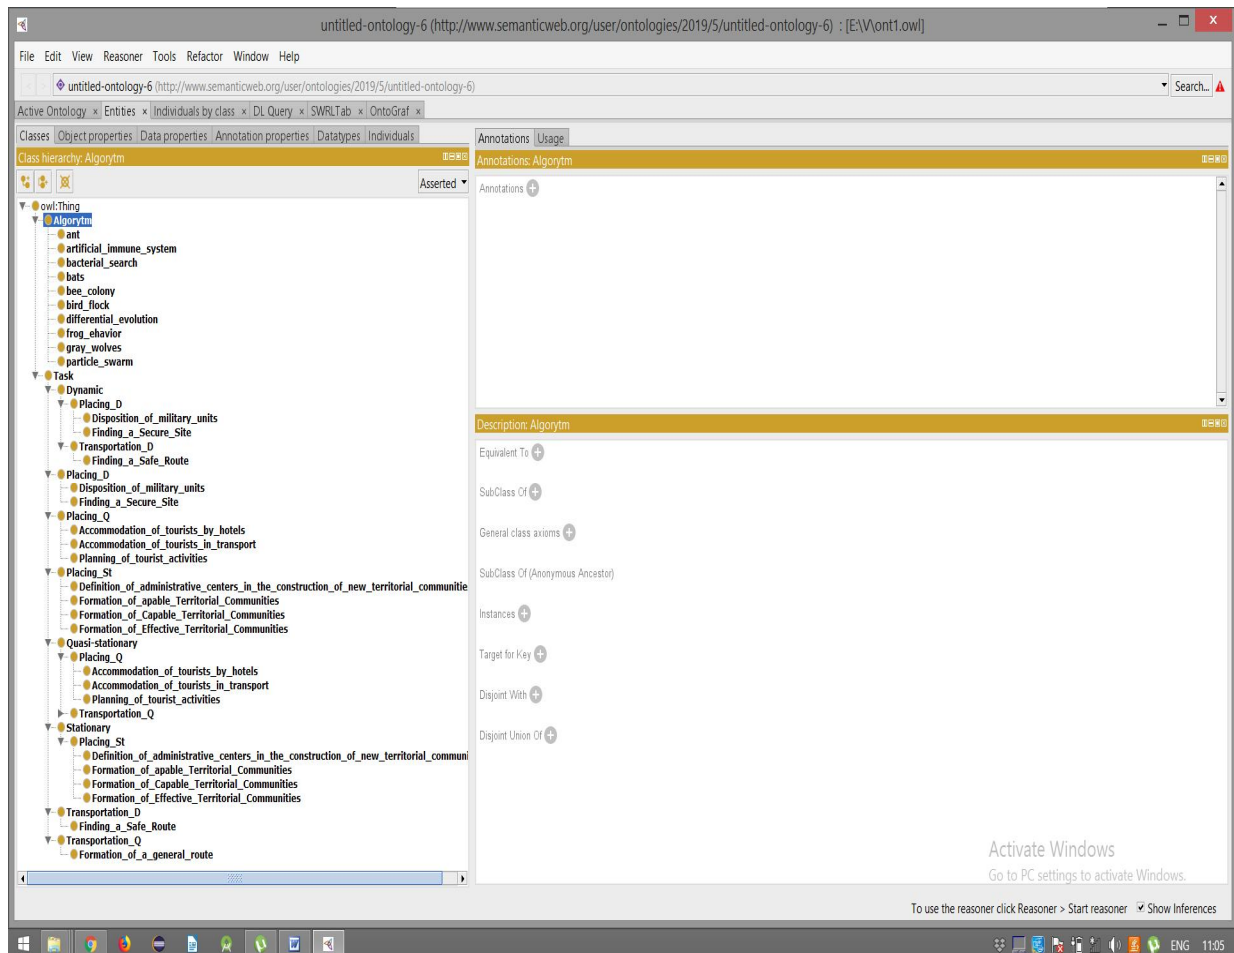 untitled-ontology-6 (http://www.semanticweb.org/user/ontologies/2019/5/untitled-ontology-6) : [E:\V\ont1.owl]
File Edit View Reasoner Tools Refactor Window Help
untitled-ontology-6 (http://www.semanticweb.org/user/ontologies/2019/5/untitled-ontology-6)
Search...
Active Ontology × Entities × Individuals by class × DL Query × SWRLTab × OntoGraf ×
Classes Object properties Data properties Annotation properties Datatypes Individuals
Class hierarchy: Algorytm
Asserted
owl:Thing
Algorytm
ant
artificial_immune_system
bacterial_search
bats
bee_colony
bird_flock
differential_evolution
frog_ehavior
gray_wolves
particle_swarm
Task
Dynamic
Placing_D
Disposition_of_military_units
Finding_a_Secure_Site
Transportation_D
Finding_a_Safe_Route
Placing_D
Disposition_of_military_units
Finding_a_Secure_Site
Placing_Q
Accommodation_of_tourists_by_hotels
Accommodation_of_tourists_in_transport
Planning_of_tourist_activities
Placing_St
Definition_of_administrative_centers_in_the_construction_of_new_territorial_communitie
Formation_of_apable_Territorial_Communities
Formation_of_Capable_Territorial_Communities
Formation_of_Effective_Territorial_Communities
Quasi-stationary
Placing_Q
Accommodation_of_tourists_by_hotels
Accommodation_of_tourists_in_transport
Planning_of_tourist_activities
Transportation_Q
Stationary
Placing_St
Definition_of_administrative_centers_in_the_construction_of_new_territorial_communi
Formation_of_apable_Territorial_Communities
Formation_of_Capable_Territorial_Communities
Formation_of_Effective_Territorial_Communities
Transportation_D
Finding_a_Safe_Route
Transportation_Q
Formation_of_a_general_route
Annotations Usage
Annotations: Algorytm
Annotations
Description: Algorytm
Equivalent To
SubClass Of
General class axioms
SubClass Of (Anonymous Ancestor)
Instances
Target for Key
Disjoint With
Disjoint Union Of
Activate Windows
Go to PC settings to activate Windows.
To use the reasoner click Reasoner > Start reasoner Show Inferences
ENG 11:05